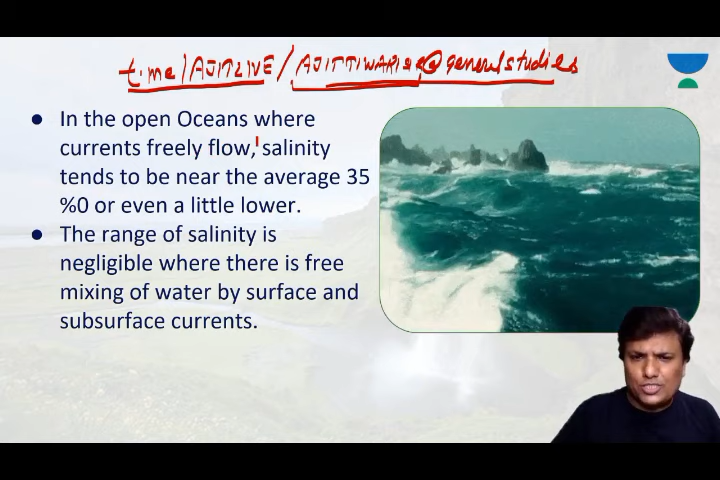 time/AJITLIVE/AJITTIWARI @generalstudies
● In the open Oceans where
currents freely flow, salinity
tends to be near the average 35
%0 or even a little lower.
● The range of salinity is
negligible where there is free
mixing of water by surface and
subsurface currents.